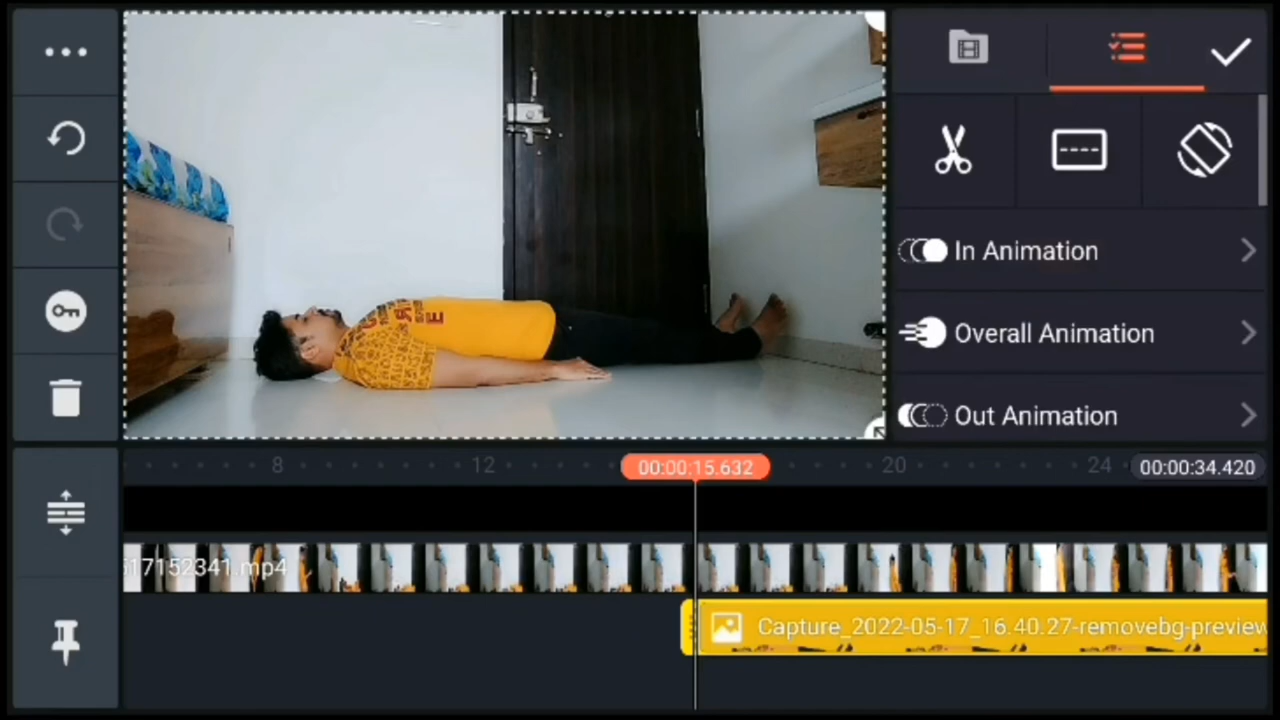 In Animation
Overall Animation
Out Animation
8
12
00:00:15.632
20
24
00:00:34.420
517152341.mp4
Capture_2022-05-17_16.40.27-removebg-preview